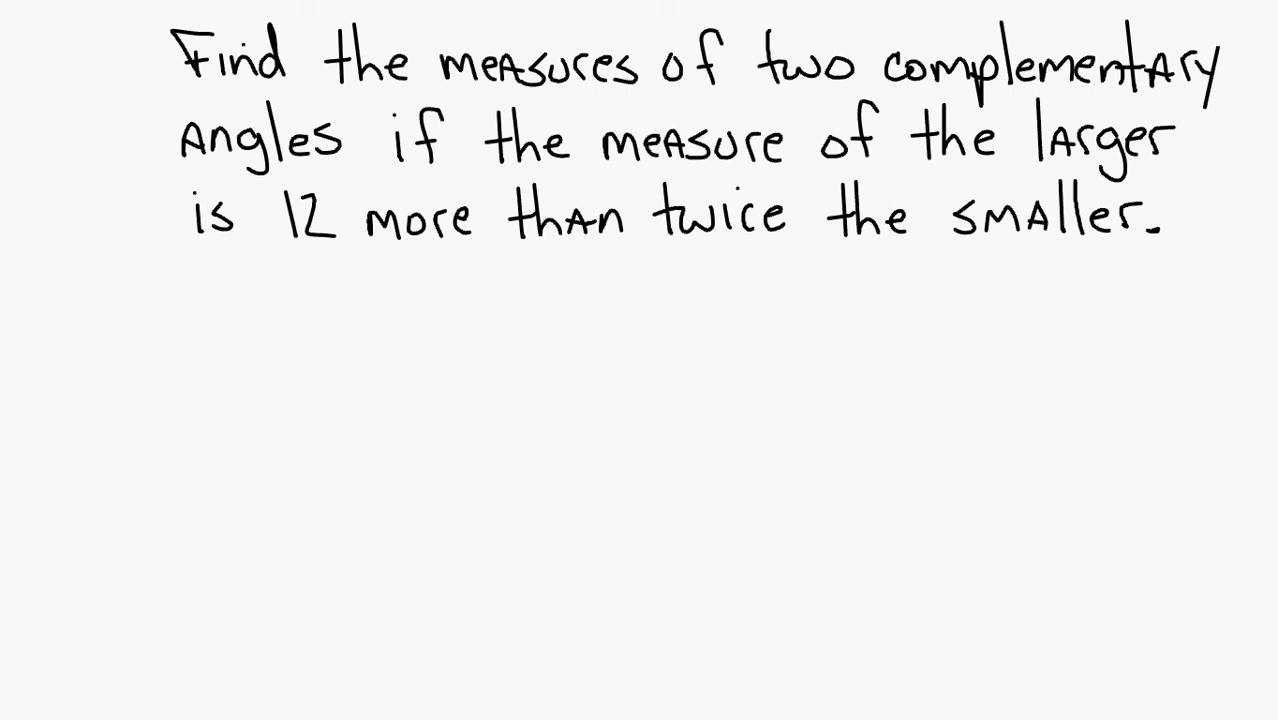 Find the measures of two complementary
angles if the measure of the larger
is 12 more than twice the smaller.